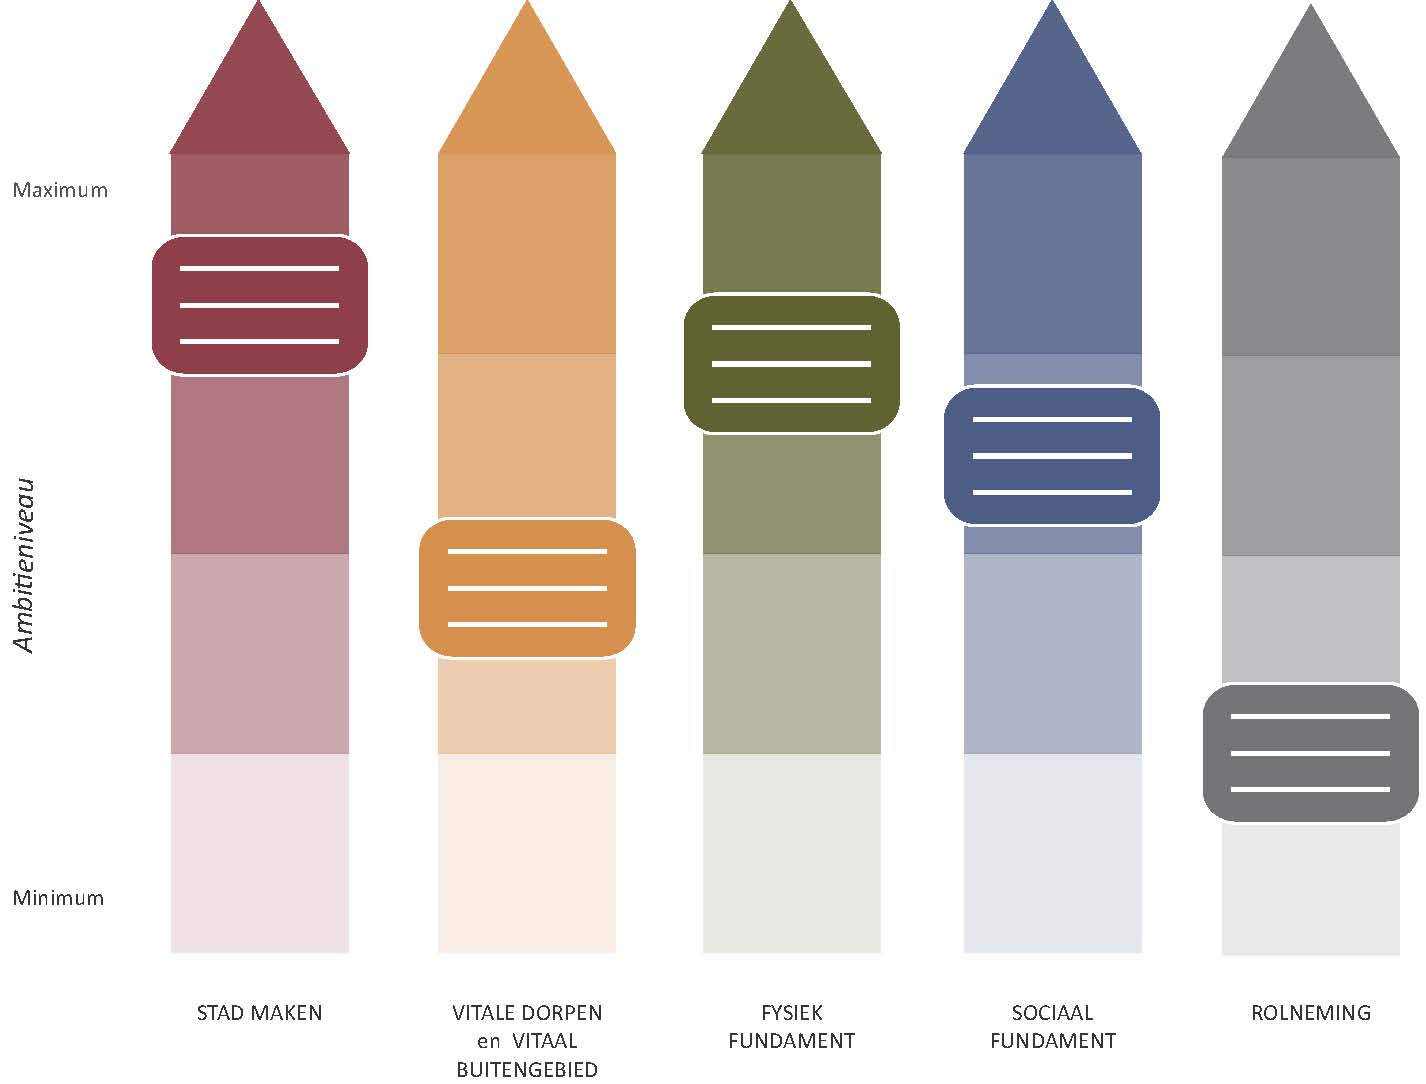 Maximum
Ambitieniveau
Minimum
STAD MAKEN
VITALE DORPEN
en VITAAL
BUITENGEBIED
FYSIEK
FUNDAMENT
SOCIAAL
FUNDAMENT
ROLNEMING